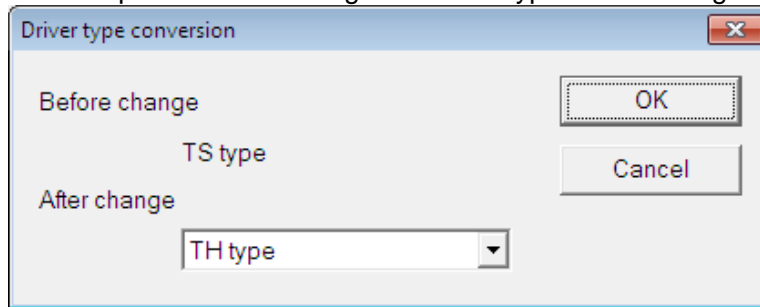 Driver type conversion
Before change
OK
TS type
Cancel
After change
TH type